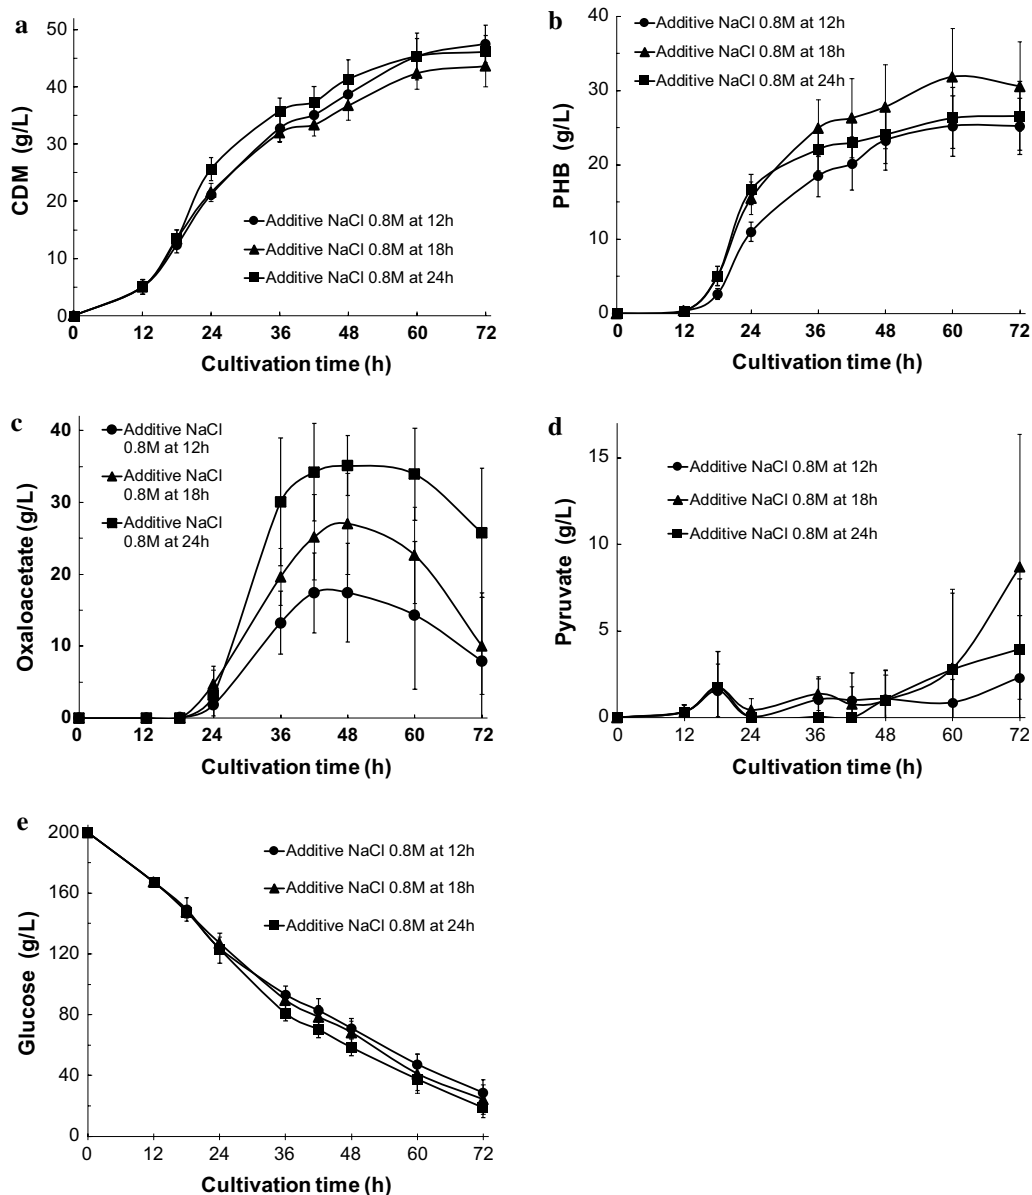 a
50
40
30
20
10
0
CDM (g/L)
Additive NaCl 0.8M at 12h
Additive NaCl 0.8M at 18h
Additive NaCl 0.8M at 24h
0 12 24 36 48 60 72
Cultivation time (h)
b
40
30
20
10
0
PHB (g/L)
Additive NaCl 0.8M at 12h
Additive NaCl 0.8M at 18h
Additive NaCl 0.8M at 24h
0 12 24 36 48 60 72
Cultivation time (h)
c
40
30
20
10
0
Oxaloacetate (g/L)
Additive NaCl
0.8M at 12h
Additive NaCl
0.8M at 18h
Additive NaCl
0.8M at 24h
0 12 24 36 48 60 72
Cultivation time (h)
d
15
10
5
0
Pyruvate (g/L)
Additive NaCl 0.8M at 12h
Additive NaCl 0.8M at 18h
Additive NaCl 0.8M at 24h
0 12 24 36 48 60 72
Cultivation time (h)
e
200
160
120
80
40
0
Glucose (g/L)
Additive NaCl 0.8M at 12h
Additive NaCl 0.8M at 18h
Additive NaCl 0.8M at 24h
0 12 24 36 48 60 72
Cultivation time (h)